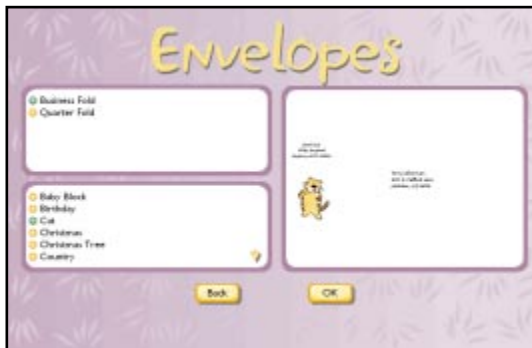 Envelopes
Business Fold
Quarter Fold
Baby Block
Birthday
Cat
Christmas
Christmas Tree
Country
Back
OK